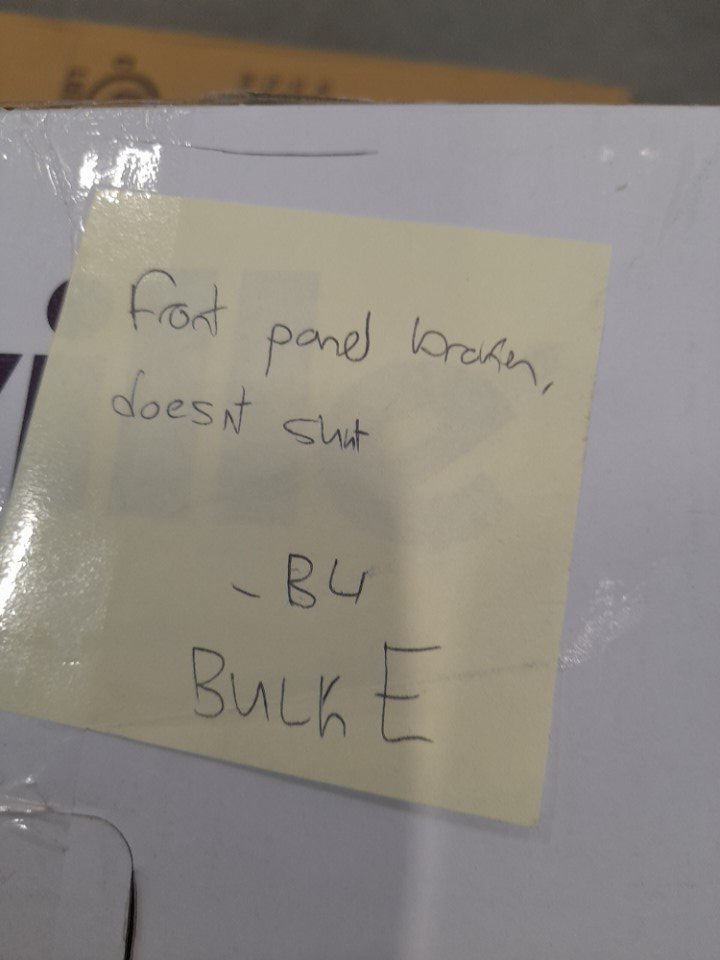 Front panel broken,
doesnt shut
- B4
BULK E